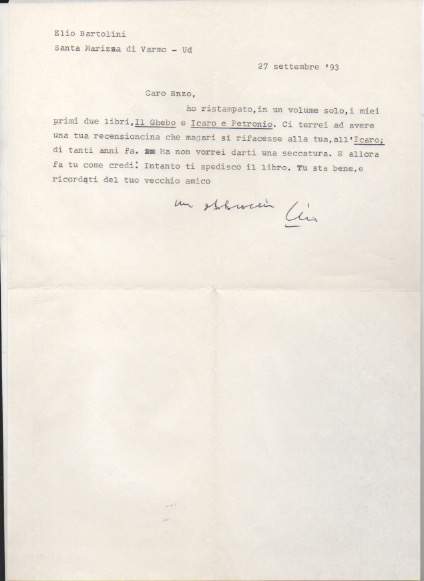 Elio Bartolini
Santa Marizza di Varmo - Ud
27 settembre '93
Caro Enzo,
ho ristampato,in un volume solo,i miei
primi due libri,Il Ghebo e Icaro e Petronio. Ci terrei ad avere
una tua recensioncina che magari si rifacesse alla tua,all'Icaro;
di tanti anni fa. Ma non vorrei darti una seccatura. E allora
fa tu come credi! Intanto ti spedisco il libro. Tu sta bene,e
ricordati del tuo vecchio amico
un abbraccio Elio